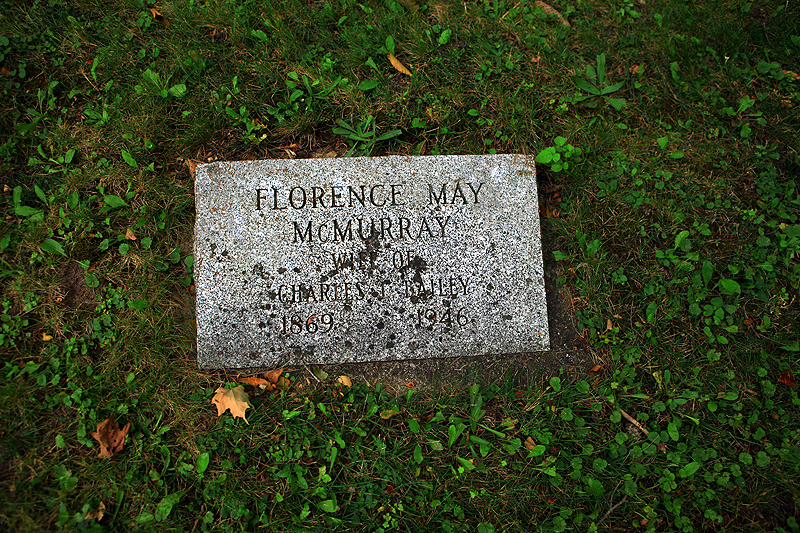 FLORENCE MAY
McMURRAY
WIFE OF
CHARLES J. BAILEY
1869 1946